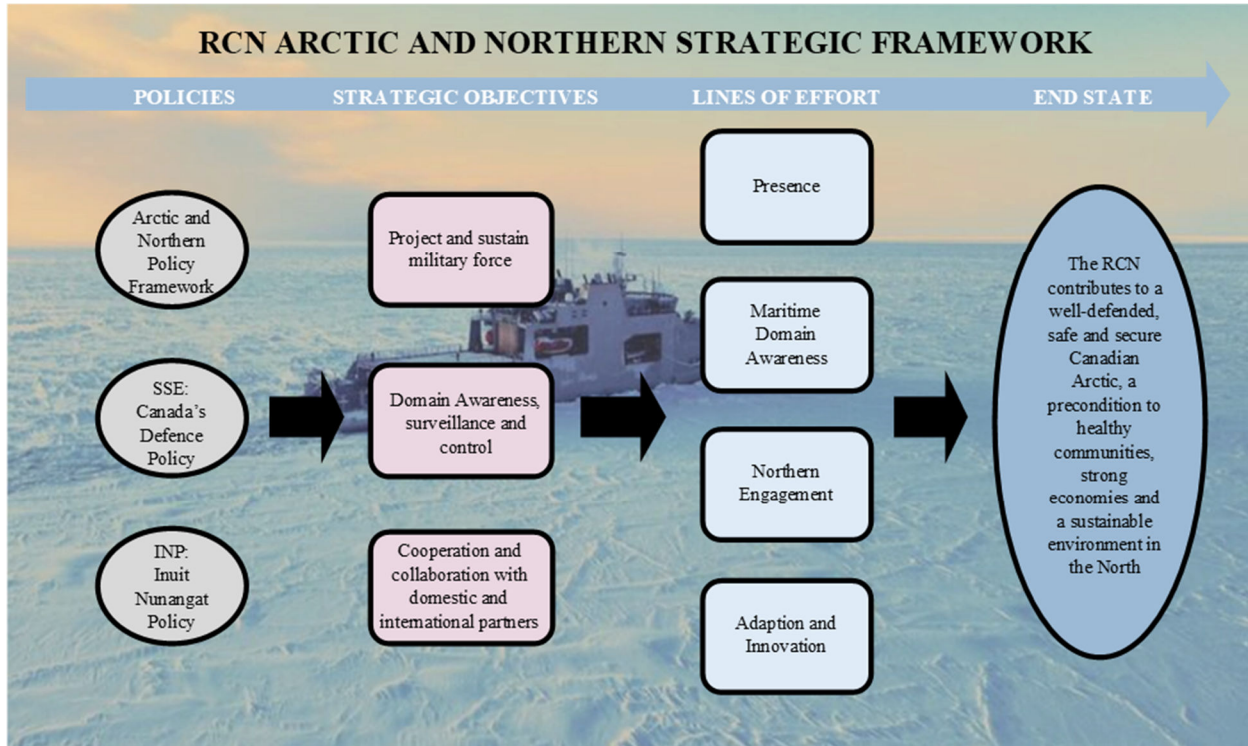 RCN ARCTIC AND NORTHERN STRATEGIC FRAMEWORK
POLICIES
STRATEGIC OBJECTIVES
LINES OF EFFORT
END STATE
Arctic and
Northern
Policy
Framework
SSE:
Canada's
Defence
Policy
INP:
Inuit
Nunangat
Policy
Project and sustain
military force
Domain Awareness,
surveillance and
control
Cooperation and
collaboration with
domestic and
international partners
Presence
Maritime
Domain
Awareness
Northern
Engagement
Adaption and
Innovation
The RCN
contributes to a
well-defended,
safe and secure
Canadian
Arctic, a
precondition to
healthy
communities,
strong
economies and
a sustainable
environment in
the North